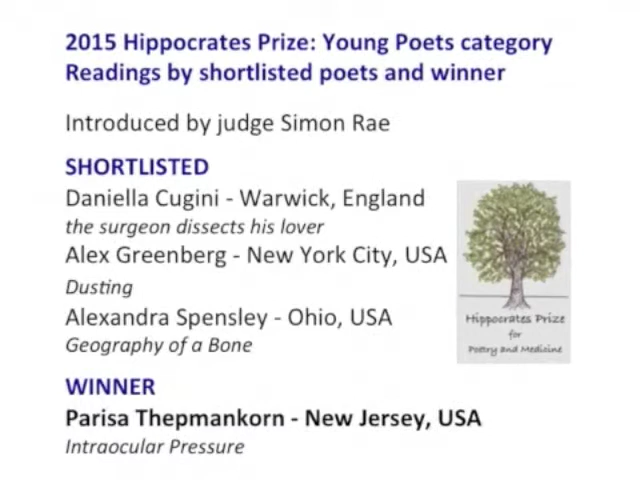 2015 Hippocrates Prize: Young Poets category
Readings by shortlisted poets and winner
Introduced by judge Simon Rae
SHORTLISTED
Daniella Cugini - Warwick, England
the surgeon dissects his lover
Alex Greenberg - New York City, USA
Dusting
Alexandra Spensley - Ohio, USA
Geography of a Bone
Hippocrates Prize
for
Poetry and Medicine
WINNER
Parisa Thepmankorn - New Jersey, USA
Intraocular Pressure